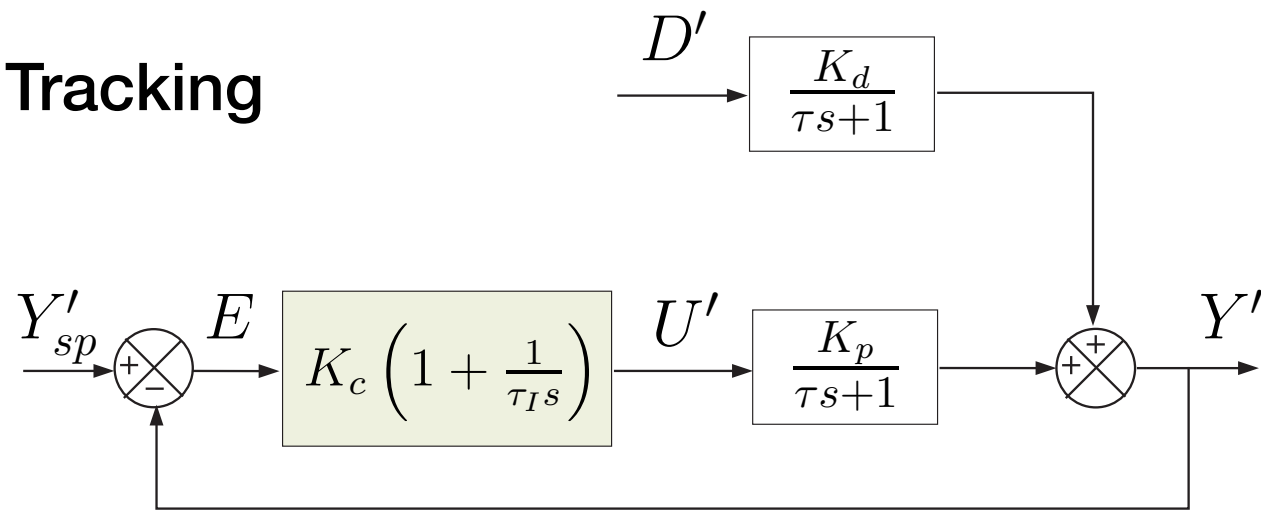 Tracking
D′
K_d / τs+1
Y′_sp
E
K_c (1 + 1/τ_I s)
U′
K_p / τs+1
Y′
+
−
+
+